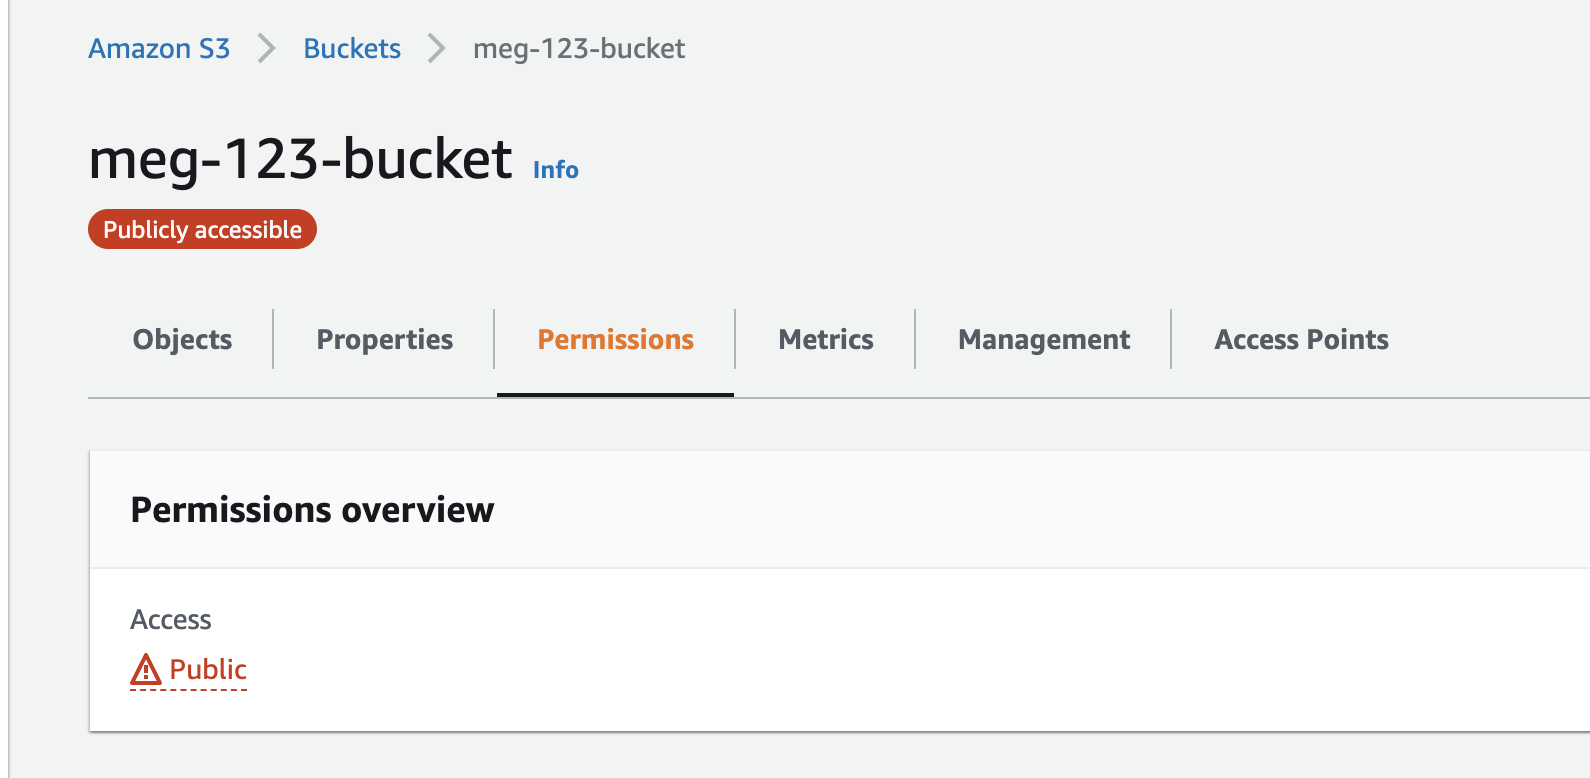 Amazon S3 > Buckets > meg-123-bucket
meg-123-bucket Info
Publicly accessible
Objects Properties Permissions Metrics Management Access Points
Permissions overview
Access
Public